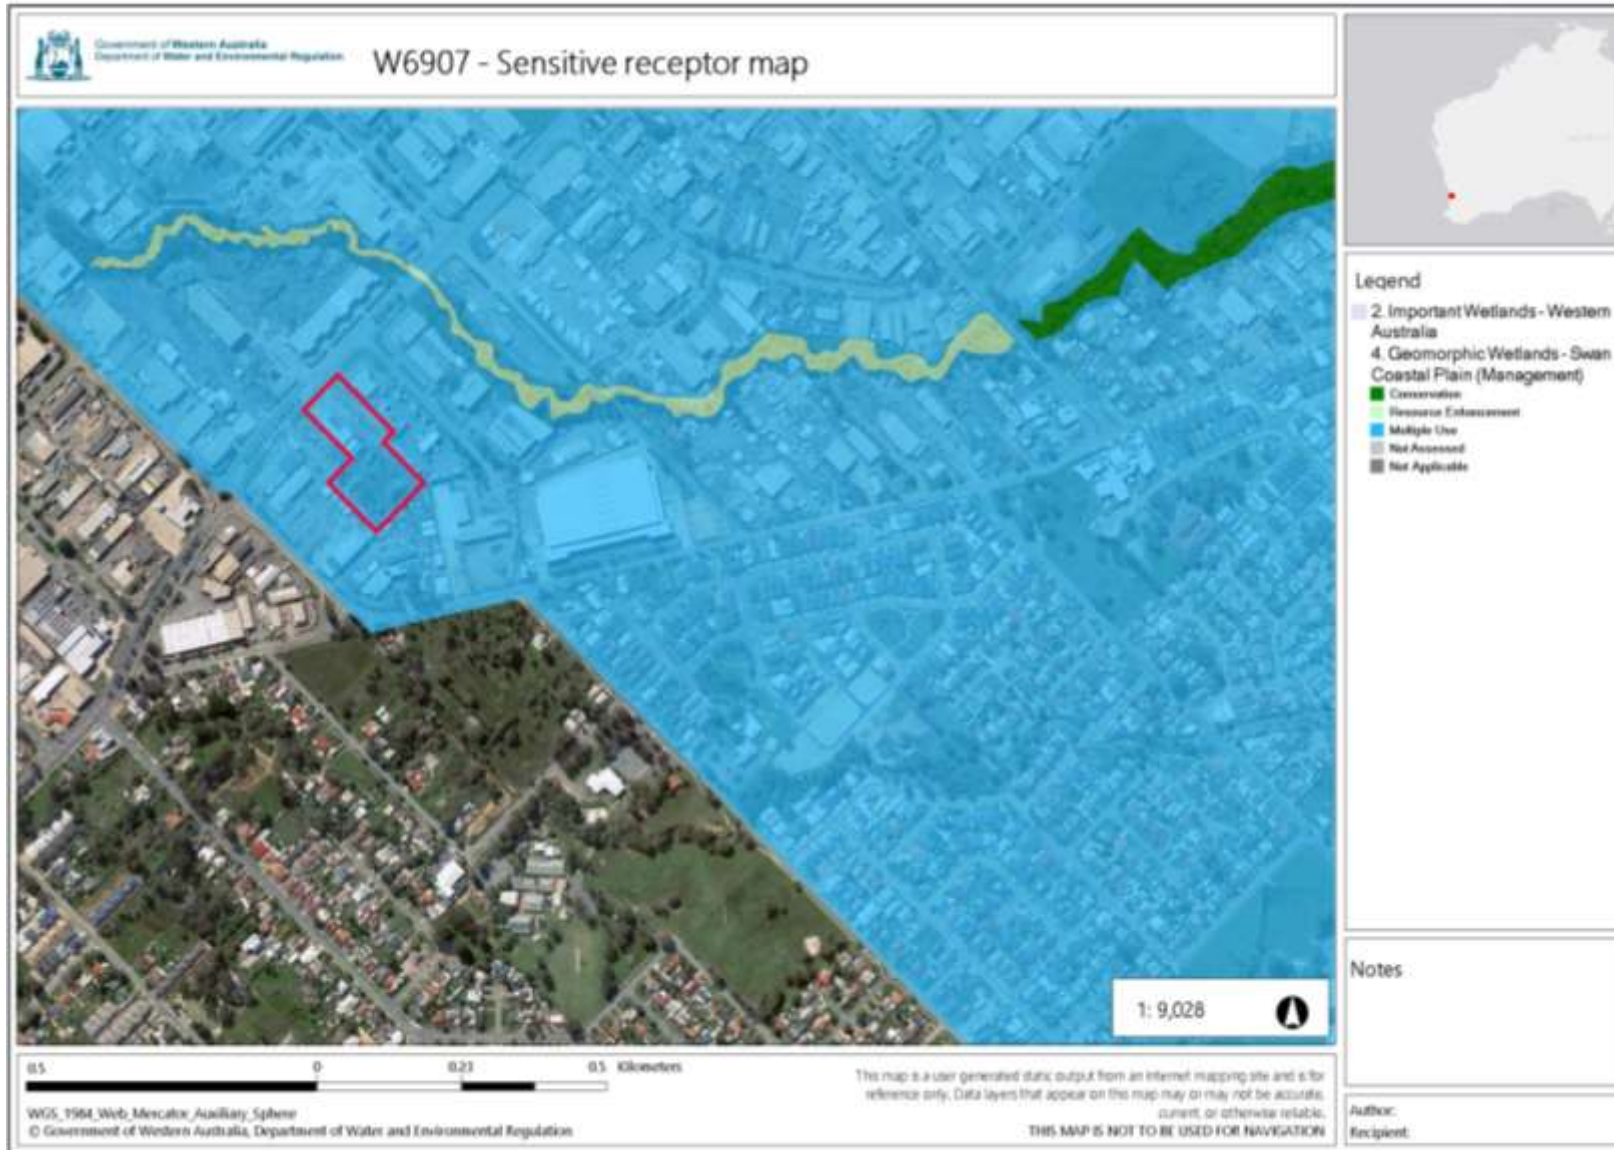 Government of Western Australia
Department of Water and Environmental Regulation
W6907 - Sensitive receptor map
Legend
2. Important Wetlands - Western
Australia
4. Geomorphic Wetlands - Swan
Coastal Plain (Management)
Conservation
Resource Enhancement
Multiple Use
Not Assessed
Not Applicable
Notes
1: 9,028
0.5 0 0.23 0.5 Kilometers
WGS_1984_Web_Mercator_Auxiliary_Sphere
© Government of Western Australia, Department of Water and Environmental Regulation
This map is a user generated static output from an Internet mapping site and is for
reference only. Data layers that appear on this map may or may not be accurate,
current, or otherwise reliable.
THIS MAP IS NOT TO BE USED FOR NAVIGATION
Author:
Recipient: